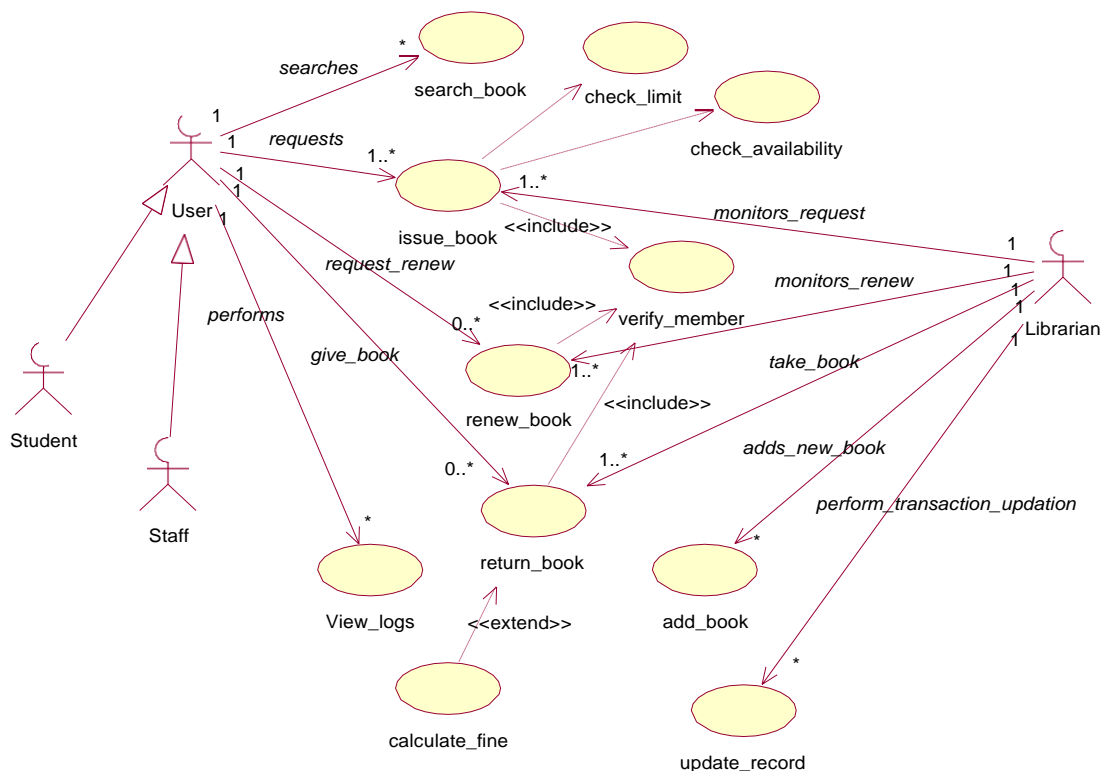 *
searches
search_book
check_limit
1
requests
1
1..*
check_availability
1
1
1..*
User
1
issue_book
<<include>>
monitors_request
1
request_renew
monitors_renew
1
1
performs
<<include>>
verify_member
1
Librarian
0..*
1
give_book
1..*
take_book
renew_book
<<include>>
Student
0..*
1..*
adds_new_book
perform_transaction_updation
Staff
*
*
return_book
View_logs
<<extend>>
add_book
*
calculate_fine
update_record